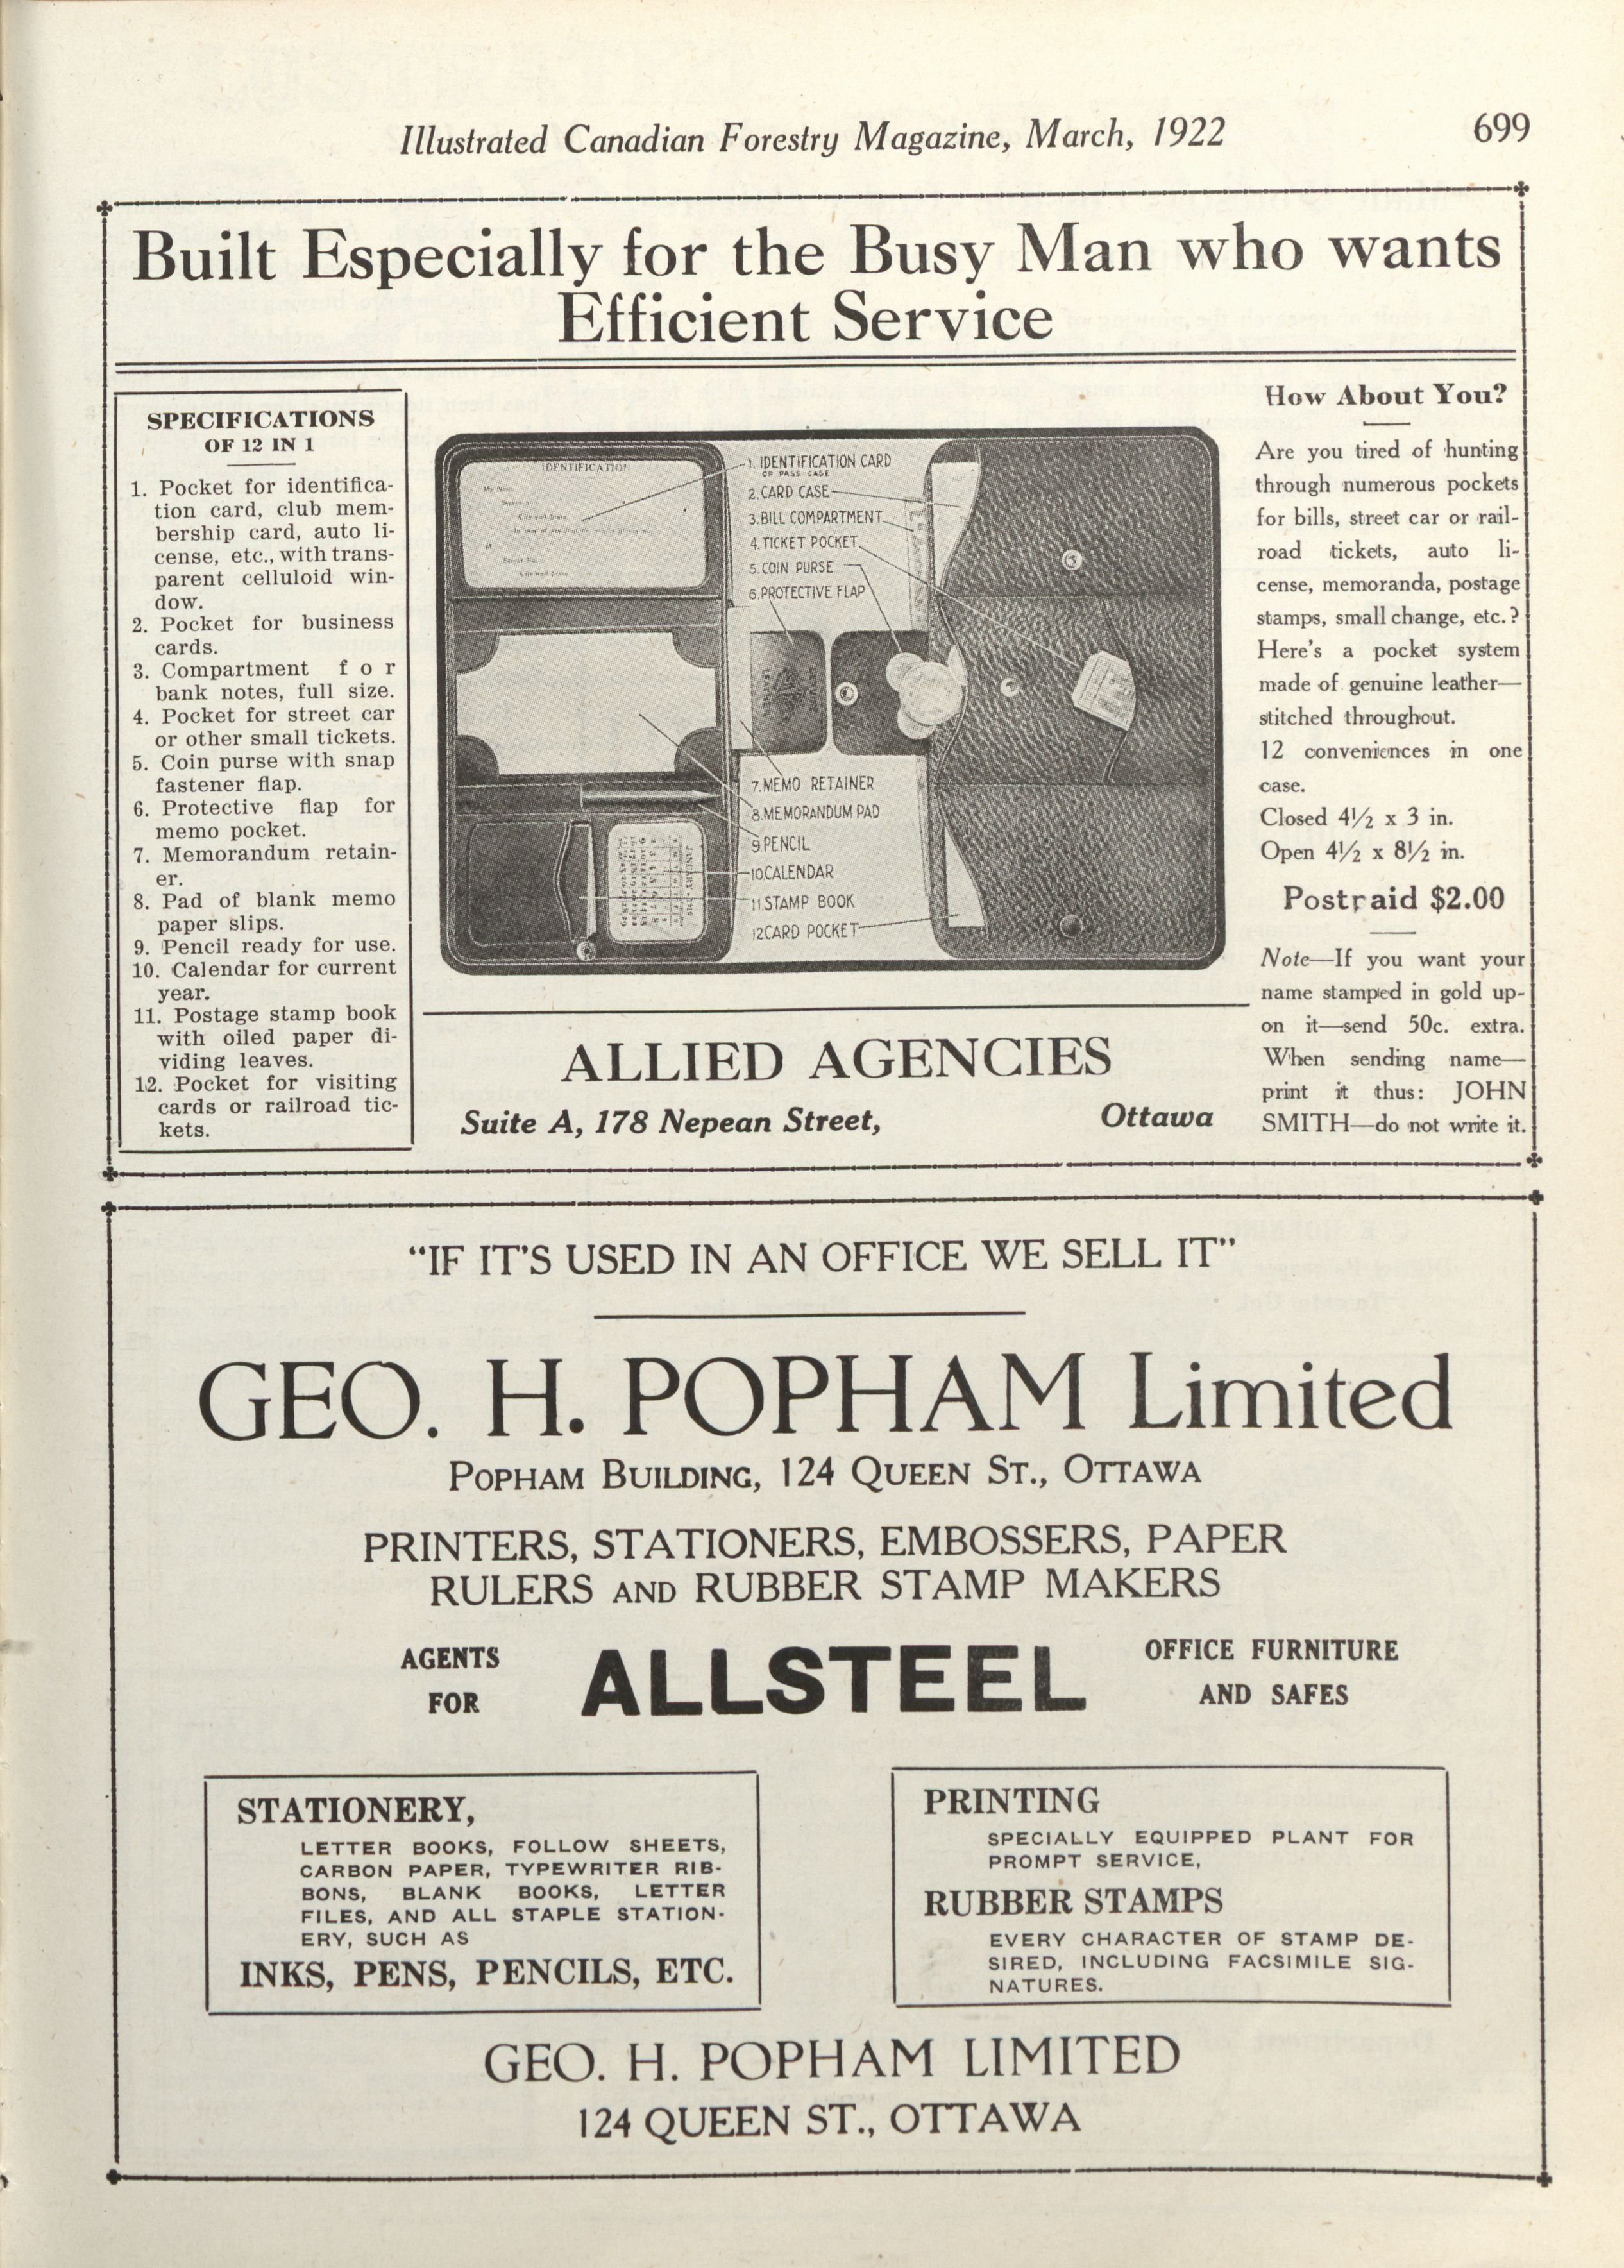 Illustrated Canadian Forestry Magazine, March, 1922
699
Built Especially for the Busy Man who wants
Efficient Service
SPECIFICATIONS
OF 12 IN 1
1. Pocket for identifica-
tion card, club mem-
bership card, auto li-
cense, etc., with trans-
parent celluloid win-
dow.
2. Pocket for business
cards.
3. Compartment f o r
bank notes, full size.
4. Pocket for street car
or other small tickets.
5. Coin purse with snap
fastener flap.
6. Protective flap for
memo pocket.
7. Memorandum retain-
er.
8. Pad of blank memo
paper slips.
9. Pencil ready for use.
10. Calendar for current
year.
11. Postage stamp book
with oiled paper di-
viding leaves.
12. Pocket for visiting
cards or railroad tic-
kets.
IDENTIFICATION
City and State
Street No.
City and State
1. IDENTIFICATION CARD
OR PASS CASE
2. CARD CASE
3. BILL COMPARTMENT
4. TICKET POCKET
5. COIN PURSE
6. PROTECTIVE FLAP
GENUINE
LEATHER
7. MEMO RETAINER
8. MEMORANDUM PAD
9 PENCIL
10 CALENDAR
11. STAMP BOOK
12 CARD POCKET
How About You?
Are you tired of hunting
through numerous pockets
for bills, street car or rail-
road tickets, auto li-
cense, memoranda, postage
stamps, small change, etc.?
Here's a pocket system
made of genuine leather—
stitched throughout.
12 conveniences in one
case.
Closed 4½ x 3 in.
Open 4½ x 8½ in.
Postraid $2.00
Note—If you want your
name stamped in gold up-
on it—send 50c. extra.
When sending name—
print it thus: JOHN
SMITH—do not write it.
ALLIED AGENCIES
Suite A, 178 Nepean Street, Ottawa
"IF IT'S USED IN AN OFFICE WE SELL IT"
GEO. H. POPHAM Limited
POPHAM BUILDING, 124 QUEEN ST., OTTAWA
PRINTERS, STATIONERS, EMBOSSERS, PAPER
RULERS AND RUBBER STAMP MAKERS
AGENTS
FOR
ALLSTEEL
OFFICE FURNITURE
AND SAFES
STATIONERY,
LETTER BOOKS, FOLLOW SHEETS,
CARBON PAPER, TYPEWRITER RIB-
BONS, BLANK BOOKS, LETTER
FILES, AND ALL STAPLE STATION-
ERY, SUCH AS
INKS, PENS, PENCILS, ETC.
PRINTING
SPECIALLY EQUIPPED PLANT FOR
PROMPT SERVICE,
RUBBER STAMPS
EVERY CHARACTER OF STAMP DE-
SIRED, INCLUDING FACSIMILE SIG-
NATURES.
GEO. H. POPHAM LIMITED
124 QUEEN ST., OTTAWA